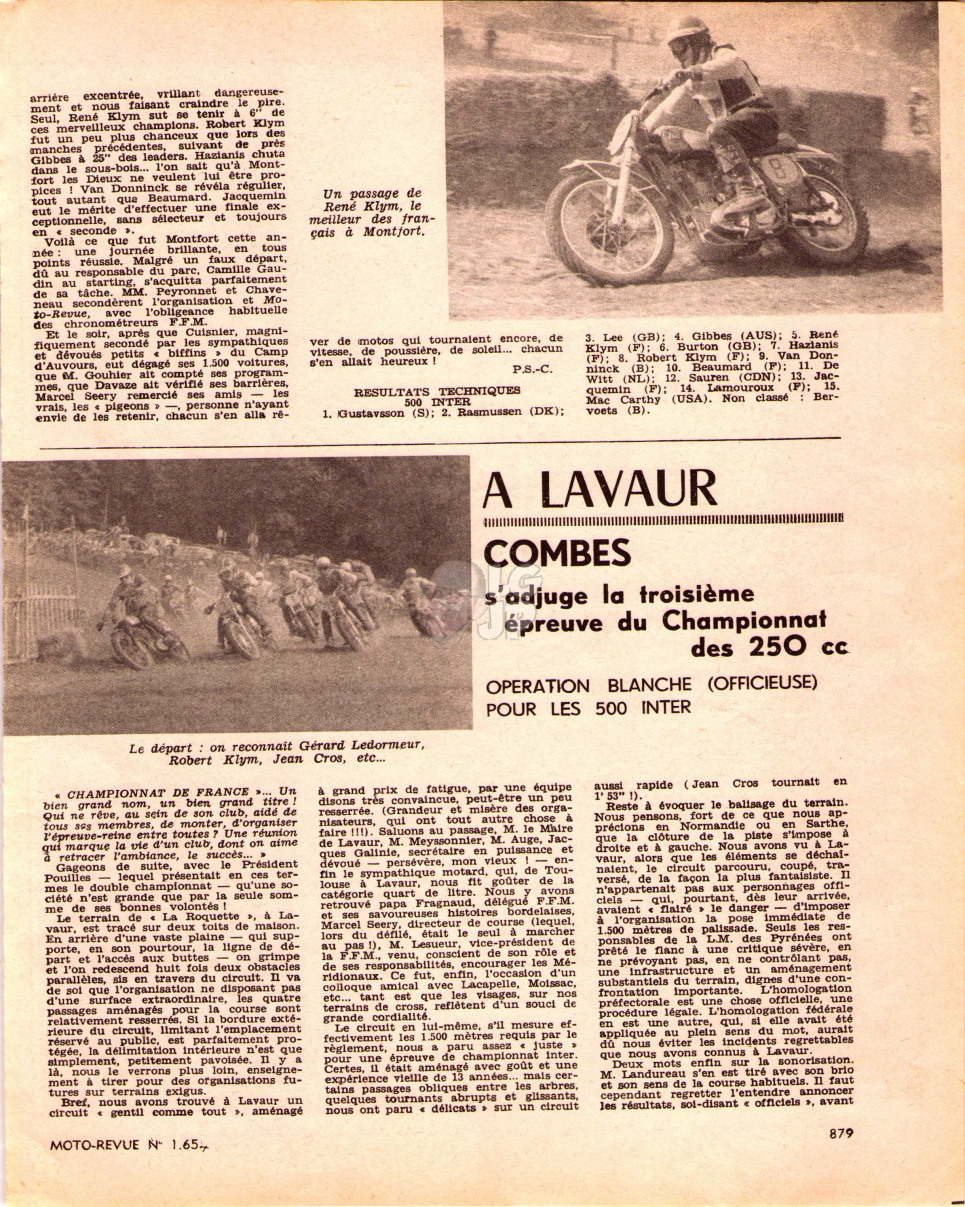 arrière excentrée, vrillant dangereuse-
ment et nous faisant craindre le pire.
Seul, René Klym sut se tenir à 6" de
ces merveilleux champions. Robert Klym
fut un peu plus chanceux que lors des
manches précédentes, suivant de près
Gibbes à 25" des leaders. Hazianis chuta
dans le sous-bois... l'on sait qu'à Mont-
fort les Dieux ne veulent lui être pro-
pices ! Van Donninck se révéla régulier,
tout autant que Beaumard. Jacquemin
eut le mérite d'effectuer une finale ex-
ceptionnelle, sans sélecteur et toujours
en « seconde ».
Voilà ce que fut Montfort cette an-
née : une journée brillante, en tous
points réussie. Malgré un faux départ,
dû au responsable du parc, Camille Gau-
din au starting, s'acquitta parfaitement
de sa tâche. MM. Peyronnet et Chave-
neau secondèrent l'organisation et Mo-
to-Revue, avec l'obligeance habituelle
des chronométreurs F.F.M.
Et le soir, après que Cuisnier, magni-
fiquement secondé par les sympathiques
et dévoués petits « biffins » du Camp
d'Auvours, eut dégagé ses 1.500 voitures,
que M. Gouhier ait compté ses program-
mes, que Davaze ait vérifié ses barrières,
Marcel Seery remercié ses amis — les
vrais, les « pigeons » —, personne n'ayant
envie de les retenir, chacun s'en alla rê-
Un passage de
René Klym, le
meilleur des fran-
çais à Montfort.
ver de motos qui tournaient encore, de
vitesse, de poussière, de soleil... chacun
s'en allait heureux !
P.S.-C.
RESULTATS TECHNIQUES
500 INTER
1. Gustavsson (S); 2. Rasmussen (DK);
3. Lee (GB); 4. Gibbes (AUS); 5. René
Klym (F); 6. Burton (GB); 7. Hazianis
(F); 8. Robert Klym (F); 9. Van Don-
ninck (B); 10. Beaumard (F); 11. De
Witt (NL); 12. Sauren (CDN); 13. Jac-
quemin (F); 14. Lamouroux (F); 15.
Mac Carthy (USA). Non classé : Ber-
voets (B).
A LAVAUR
COMBES
s'adjuge la troisième
épreuve du Championnat
des 250 cc
OPERATION BLANCHE (OFFICIEUSE)
POUR LES 500 INTER
Le départ : on reconnaît Gérard Ledormeur,
Robert Klym, Jean Cros, etc...
« CHAMPIONNAT DE FRANCE »... Un
bien grand nom, un bien grand titre !
Qui ne rêve, au sein de son club, aidé de
tous ses membres, de monter, d'organiser
l'épreuve-reine entre toutes ? Une réunion
qui marque la vie d'un club, dont on aime
à retracer l'ambiance, le succès... »
Gageons de suite, avec le Président
Pouilles — lequel présentait en ces ter-
mes le double championnat — qu'une so-
ciété n'est grande que par la seule som-
me de ses bonnes volontés !
Le terrain de « La Roquette », à La-
vaur, est tracé sur deux toits de maison.
En arrière d'une vaste plaine — qui sup-
porte, en son pourtour, la ligne de dé-
part et l'accès aux buttes — on grimpe
et l'on redescend huit fois deux obstacles
parallèles, sis en travers du circuit. Il va
de soi que l'organisation ne disposant pas
d'une surface extraordinaire, les quatre
passages aménagés pour la course sont
relativement resserrés. Si la bordure exté-
rieure du circuit, limitant l'emplacement
réservé au public, est parfaitement pro-
tégée, la délimitation intérieure n'est que
simplement, petitement pavoisée. Il y a
là, nous le verrons plus loin, enseigne-
ment à tirer pour des organisations fu-
tures sur terrains exigus.
Bref, nous avons trouvé à Lavaur un
circuit « gentil comme tout », aménagé
à grand prix de fatigue, par une équipe
disons très convaincue, peut-être un peu
resserrée. (Grandeur et misère des orga-
nisateurs, qui ont tout autre chose à
faire !!!). Saluons au passage, M. le Maire
de Lavaur, M. Meyssonnier, M. Auge, Jac-
ques Galinie, secrétaire en puissance et
dévoué — persévère, mon vieux ! — en-
fin le sympathique motard, qui, de Tou-
louse à Lavaur, nous fit goûter de la
catégorie quart de litre. Nous y avons
retrouvé papa Fragnaud, délégué F.F.M.
et ses savoureuses histoires bordelaises,
Marcel Seery, directeur de course (lequel,
lors du défilé, était le seul à marcher
au pas !), M. Lesueur, vice-président de
la F.F.M., venu, conscient de son rôle et
de ses responsabilités, encourager les Mé-
ridionaux. Ce fut, enfin, l'occasion d'un
colloque amical avec Lacapelle, Moissac,
etc... tant est que les visages, sur nos
terrains de cross, reflètent d'un souci de
grande cordialité.
Le circuit en lui-même, s'il mesure ef-
fectivement les 1.500 mètres requis par le
règlement, nous a paru assez « juste »
pour une épreuve de championnat inter.
Certes, il était aménagé avec goût et une
expérience vieille de 13 années... mais cer-
tains passages obliques entre les arbres,
quelques tournants abrupts et glissants,
nous ont paru « délicats » sur un circuit
aussi rapide (Jean Cros tournait en
1' 53" !).
Reste à évoquer le balisage du terrain.
Nous pensons, fort de ce que nous ap-
précions en Normandie ou en Sarthe,
que la clôture de la piste s'impose à
droite et à gauche. Nous avons vu à La-
vaur, alors que les éléments se déchaî-
naient, le circuit parcouru, coupé, tra-
versé, de la façon la plus fantaisiste. Il
n'appartenait pas aux personnages offi-
ciels — qui, pourtant, dès leur arrivée,
avaient « flairé » le danger — d'imposer
à l'organisation la pose immédiate de
1.500 mètres de palissade. Seuls les res-
ponsables de la L.M. des Pyrénées ont
prêté le flanc à une critique sévère, en
ne prévoyant pas, en ne contrôlant pas,
une infrastructure et un aménagement
substantiels du terrain, dignes d'une con-
frontation importante. L'homologation
préfectorale est une chose officielle, une
procédure légale. L'homologation fédérale
en est une autre, qui, si elle avait été
appliquée au plein sens du mot, aurait
dû nous éviter les incidents regrettables
que nous avons connus à Lavaur.
Deux mots enfin sur la sonorisation.
M. Landureau s'en est tiré avec son brio
et son sens de la course habituels. Il faut
cependant regretter l'entendre annoncer
les résultats, soi-disant « officiels », avant
MOTO-REVUE N° 1.65
879